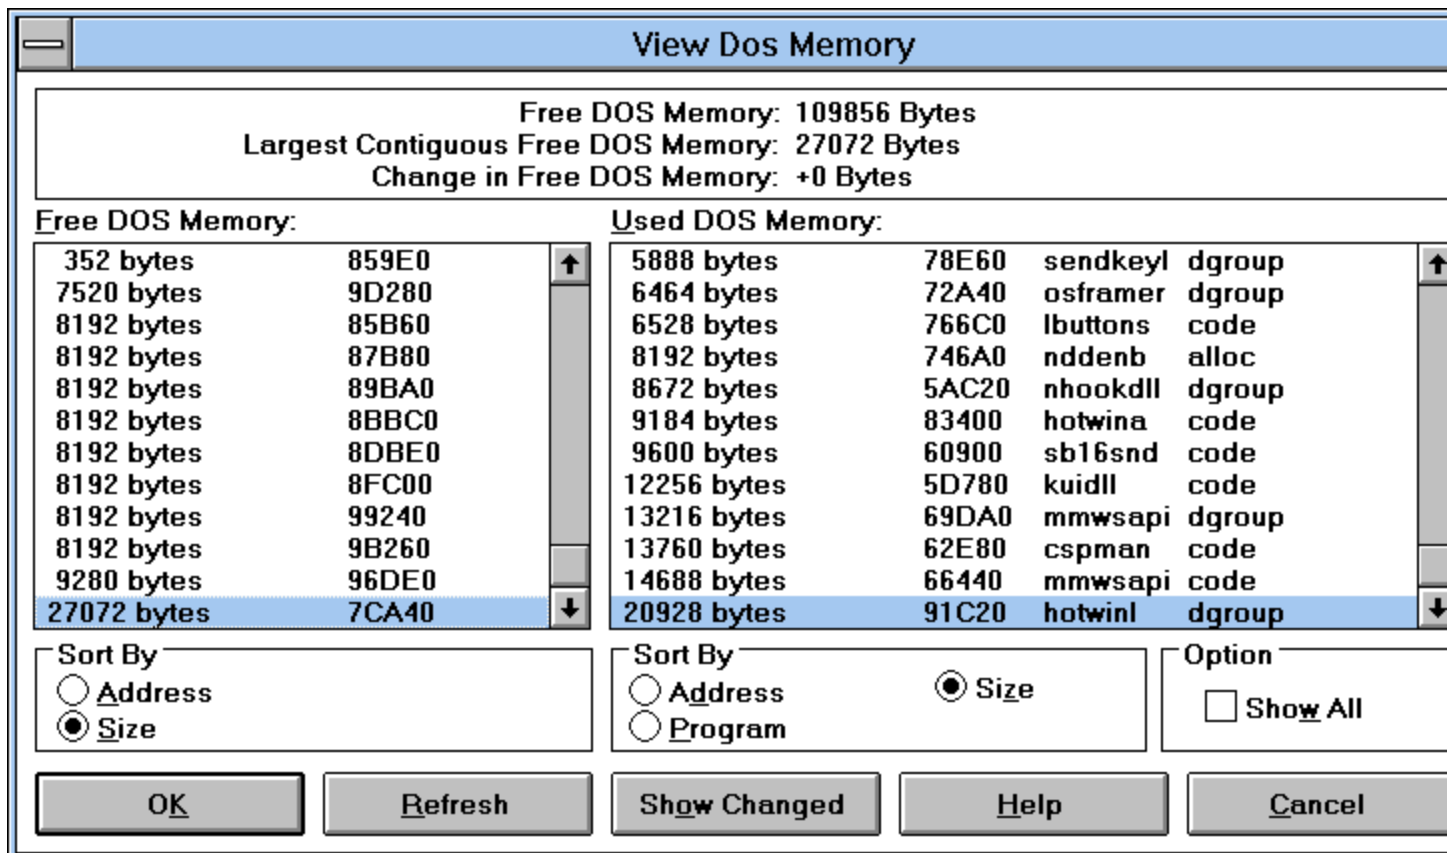 View Dos Memory
Free DOS Memory: 109856 Bytes
Largest Contiguous Free DOS Memory: 27072 Bytes
Change in Free DOS Memory: +0 Bytes
Free DOS Memory:
352 bytes 859E0
7520 bytes 9D280
8192 bytes 85B60
8192 bytes 87B80
8192 bytes 89BA0
8192 bytes 8BBC0
8192 bytes 8DBE0
8192 bytes 8FC00
8192 bytes 99240
8192 bytes 9B260
9280 bytes 96DE0
27072 bytes 7CA40
Used DOS Memory:
5888 bytes 78E60 sendkeyl dgroup
6464 bytes 72A40 osframer dgroup
6528 bytes 766C0 lbuttons code
8192 bytes 746A0 nddenb alloc
8672 bytes 5AC20 nhookdll dgroup
9184 bytes 83400 hotwina code
9600 bytes 60900 sb16snd code
12256 bytes 5D780 kuidll code
13216 bytes 69DA0 mmwsapi dgroup
13760 bytes 62E80 cspman code
14688 bytes 66440 mmwsapi code
20928 bytes 91C20 hotwinl dgroup
Sort By
Address
Size
Sort By
Address
Size
Program
Option
Show All
OK
Refresh
Show Changed
Help
Cancel